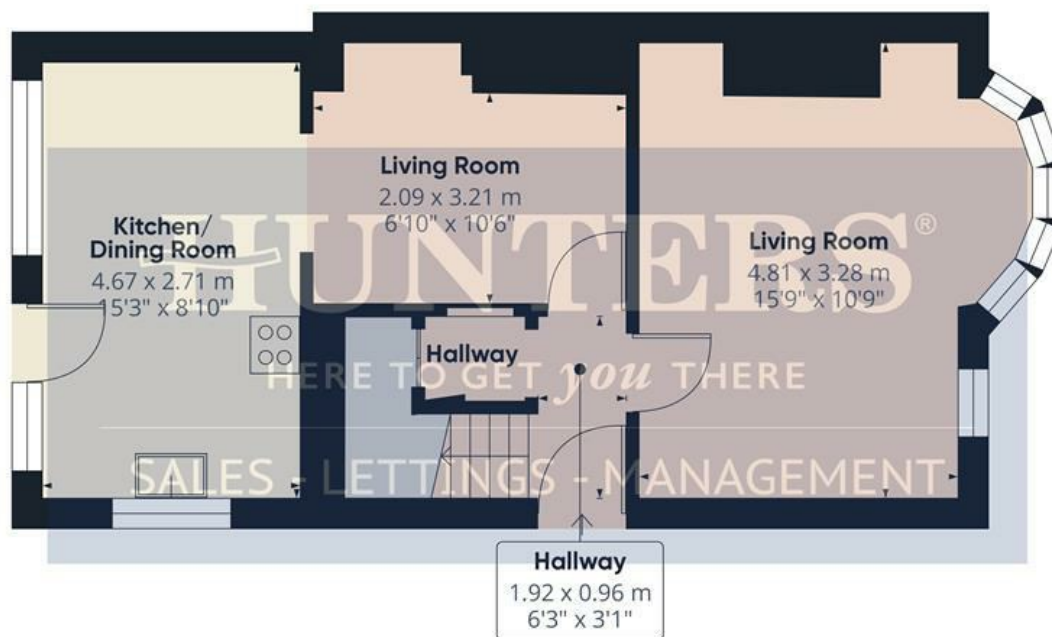 Living Room
2.09 x 3.21 m
6'10" x 10'6"
Kitchen/
Dining Room
4.67 x 2.71 m
15'3" x 8'10"
Living Room
4.81 x 3.28 m
15'9" x 10'9"
HUNTERS®
Hallway
HERE TO GET you THERE
SALES - LETTINGS - MANAGEMENT
Hallway
1.92 x 0.96 m
6'3" x 3'1"